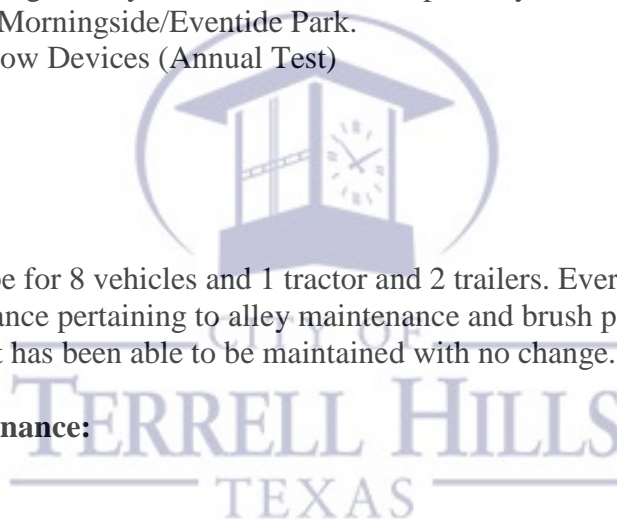 Morningside/Eventide Park.
ow Devices (Annual Test)
e for 8 vehicles and 1 tractor and 2 trailers. Ever
ance pertaining to alley maintenance and brush p
t has been able to be maintained with no change.
CITY OF
nance:
TERRELL HILLS
TEXAS